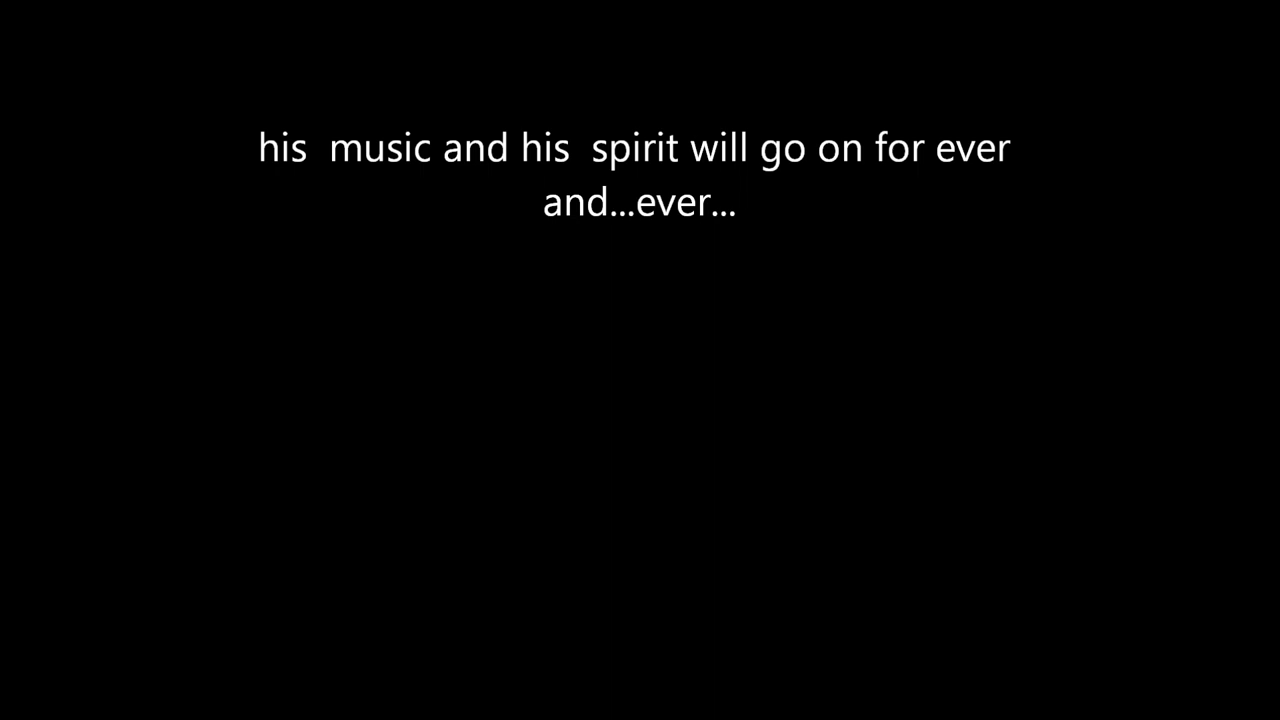 his  music and his  spirit will go on for ever
and...ever...